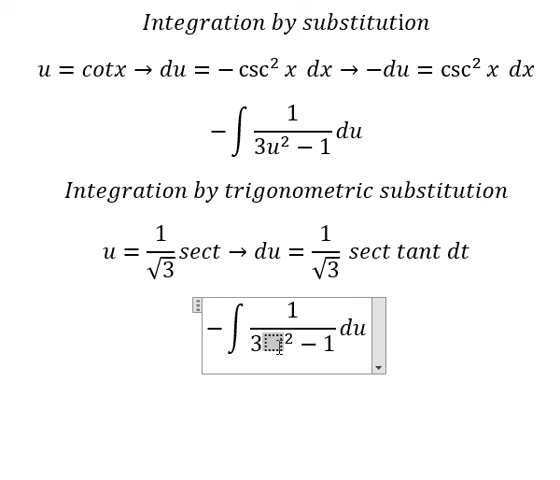 Integration by substitution
u = cotx → du = − csc² x dx → −du = csc² x dx
−∫ 1/(3u² − 1) du
Integration by trigonometric substitution
u = 1/√3 sect → du = 1/√3 sect tant dt
−∫ 1/(3⬚² − 1) du